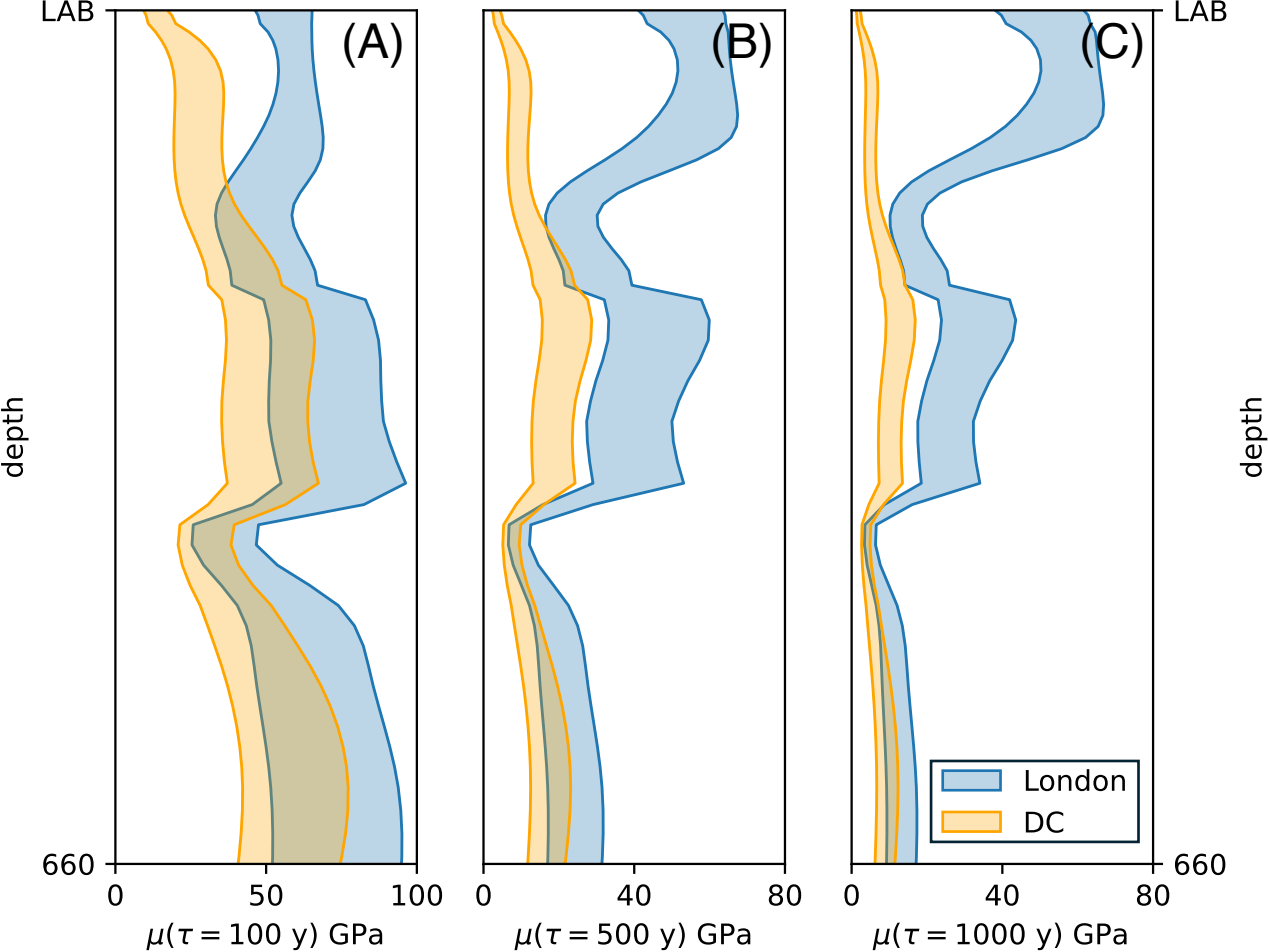 LAB
(A)
(B)
(C)
LAB
depth
depth
London
DC
660
660
0
50
100
0
40
80
0
40
80
μ(τ = 100 y) GPa
μ(τ = 500 y) GPa
μ(τ = 1000 y) GPa